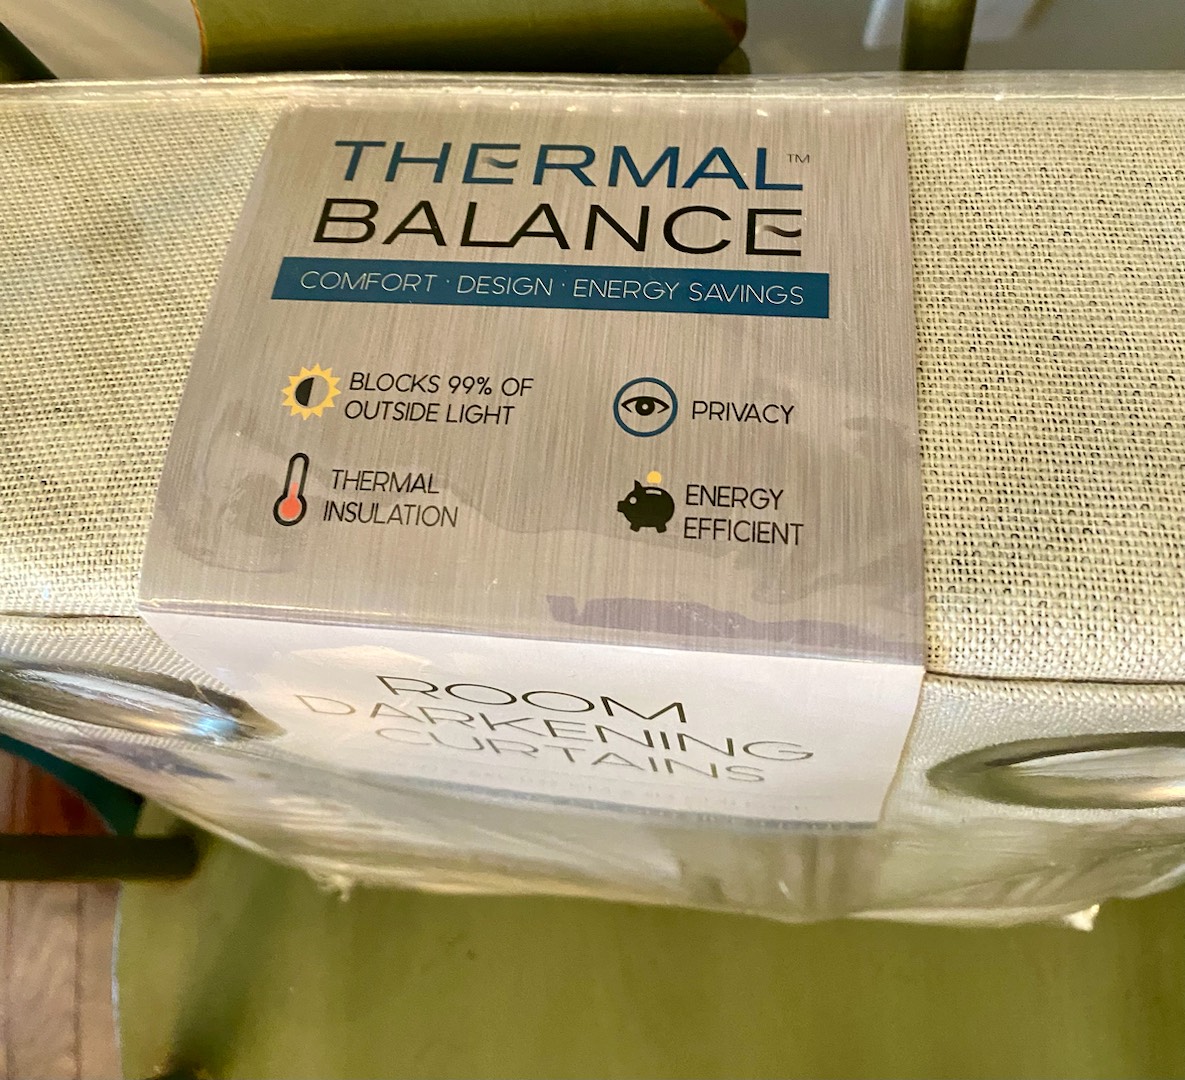 THERMAL™
BALANCE
COMFORT · DESIGN · ENERGY SAVINGS
BLOCKS 99% OF
OUTSIDE LIGHT
PRIVACY
THERMAL
INSULATION
ENERGY
EFFICIENT
ROOM
DARKENING
CURTAINS